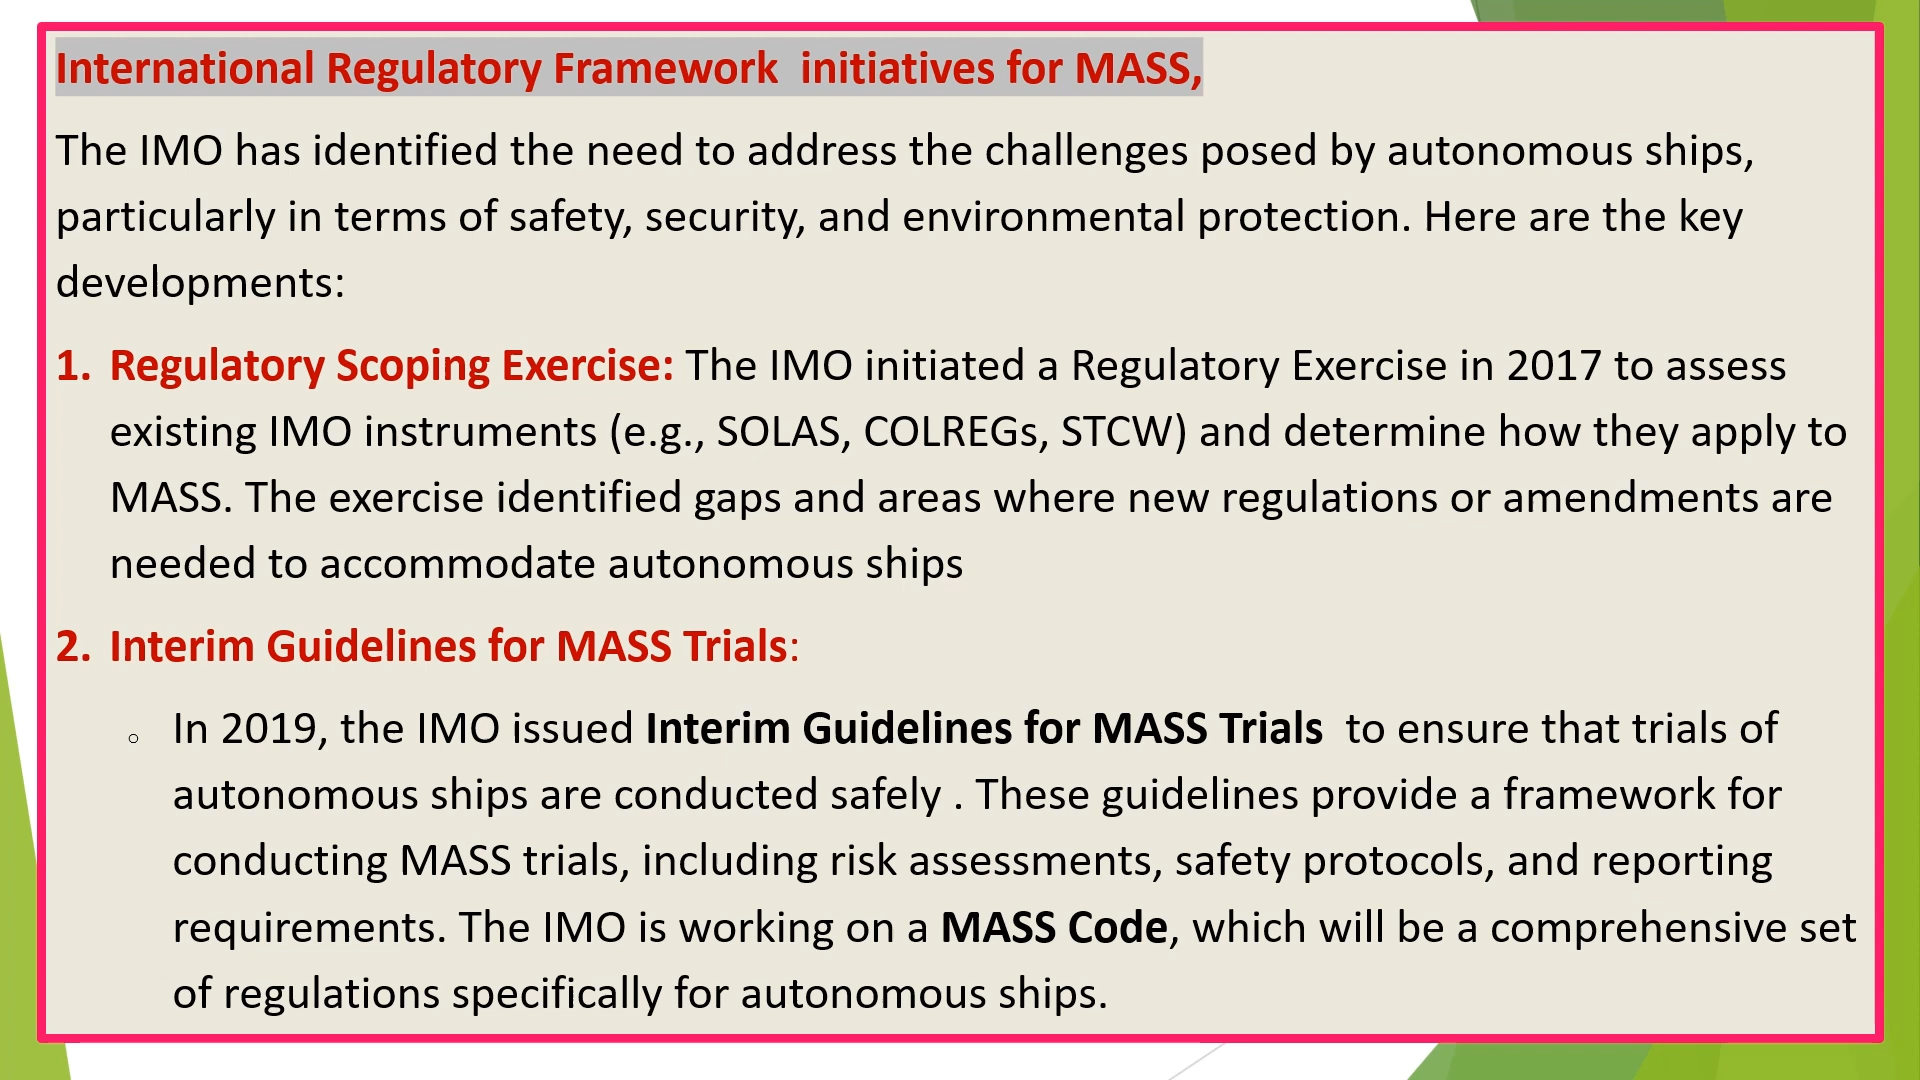 International Regulatory Framework  initiatives for MASS,
The IMO has identified the need to address the challenges posed by autonomous ships,
particularly in terms of safety, security, and environmental protection. Here are the key
developments:
1. Regulatory Scoping Exercise: The IMO initiated a Regulatory Exercise in 2017 to assess
existing IMO instruments (e.g., SOLAS, COLREGs, STCW) and determine how they apply to
MASS. The exercise identified gaps and areas where new regulations or amendments are
needed to accommodate autonomous ships
2. Interim Guidelines for MASS Trials:
○ In 2019, the IMO issued Interim Guidelines for MASS Trials  to ensure that trials of
autonomous ships are conducted safely . These guidelines provide a framework for
conducting MASS trials, including risk assessments, safety protocols, and reporting
requirements. The IMO is working on a MASS Code, which will be a comprehensive set
of regulations specifically for autonomous ships.